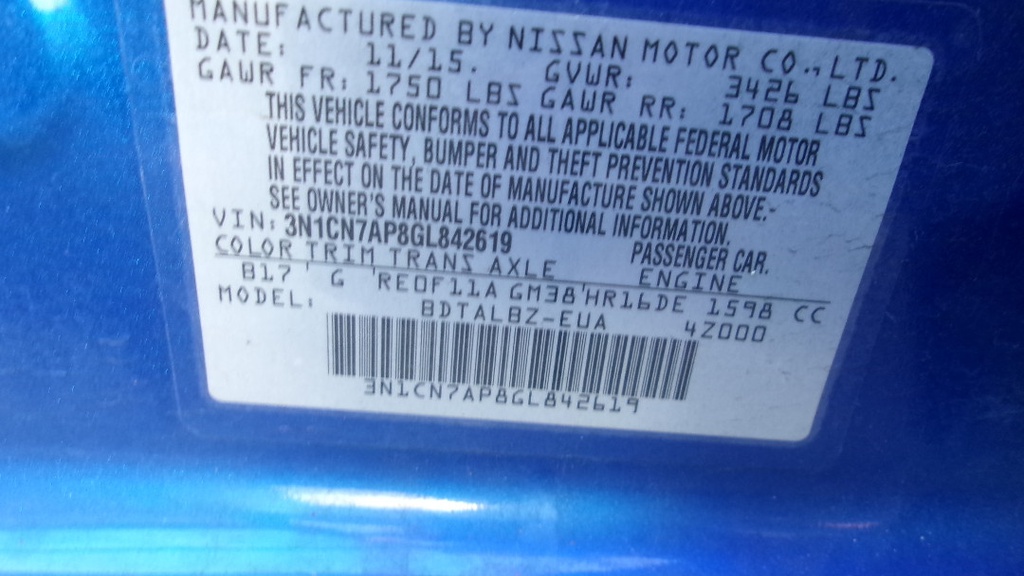 MANUFACTURED BY NISSAN MOTOR CO., LTD.
DATE: 11/15. GVWR: 3426 LBS
GAWR FR: 1750 LBS GAWR RR: 1708 LBS
THIS VEHICLE CONFORMS TO ALL APPLICABLE FEDERAL MOTOR
VEHICLE SAFETY, BUMPER AND THEFT PREVENTION STANDARDS
IN EFFECT ON THE DATE OF MANUFACTURE SHOWN ABOVE.
SEE OWNER'S MANUAL FOR ADDITIONAL INFORMATION.
VIN: 3N1CN7AP8GL842619 PASSENGER CAR.
COLOR TRIM TRANS AXLE ENGINE
B17 G RE0F11A GM38 HR16DE 1598 CC
MODEL: BDTALBZ-EUA 4Z000
3N1CN7AP8GL842619